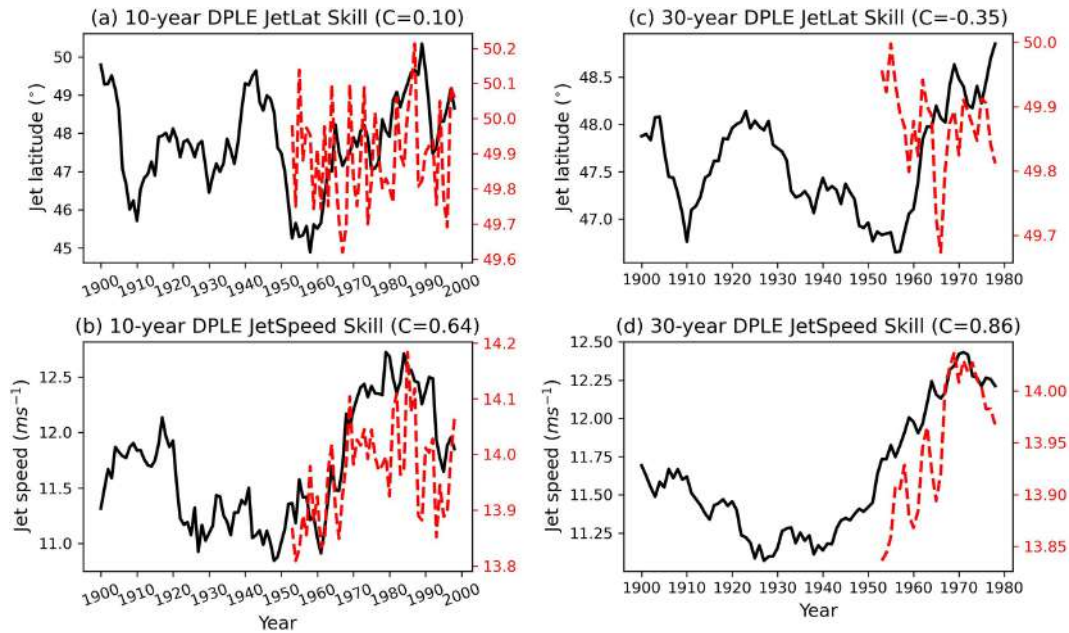 (a) 10-year DPLE JetLat Skill (C=0.10)
Jet latitude (°)
50
49
48
47
46
45
50.2
50.1
50.0
49.9
49.8
49.7
49.6
1900 1910 1920 1930 1940 1950 1960 1970 1980 1990 2000
(c) 30-year DPLE JetLat Skill (C=-0.35)
Jet latitude (°)
48.5
48.0
47.5
47.0
50.0
49.9
49.8
49.7
1900 1910 1920 1930 1940 1950 1960 1970 1980
(b) 10-year DPLE JetSpeed Skill (C=0.64)
Jet speed (ms⁻¹)
12.5
12.0
11.5
11.0
14.2
14.1
14.0
13.9
13.8
1900 1910 1920 1930 1940 1950 1960 1970 1980 1990 2000
Year
(d) 30-year DPLE JetSpeed Skill (C=0.86)
Jet speed (ms⁻¹)
12.50
12.25
12.00
11.75
11.50
11.25
14.00
13.95
13.90
13.85
1900 1910 1920 1930 1940 1950 1960 1970 1980
Year